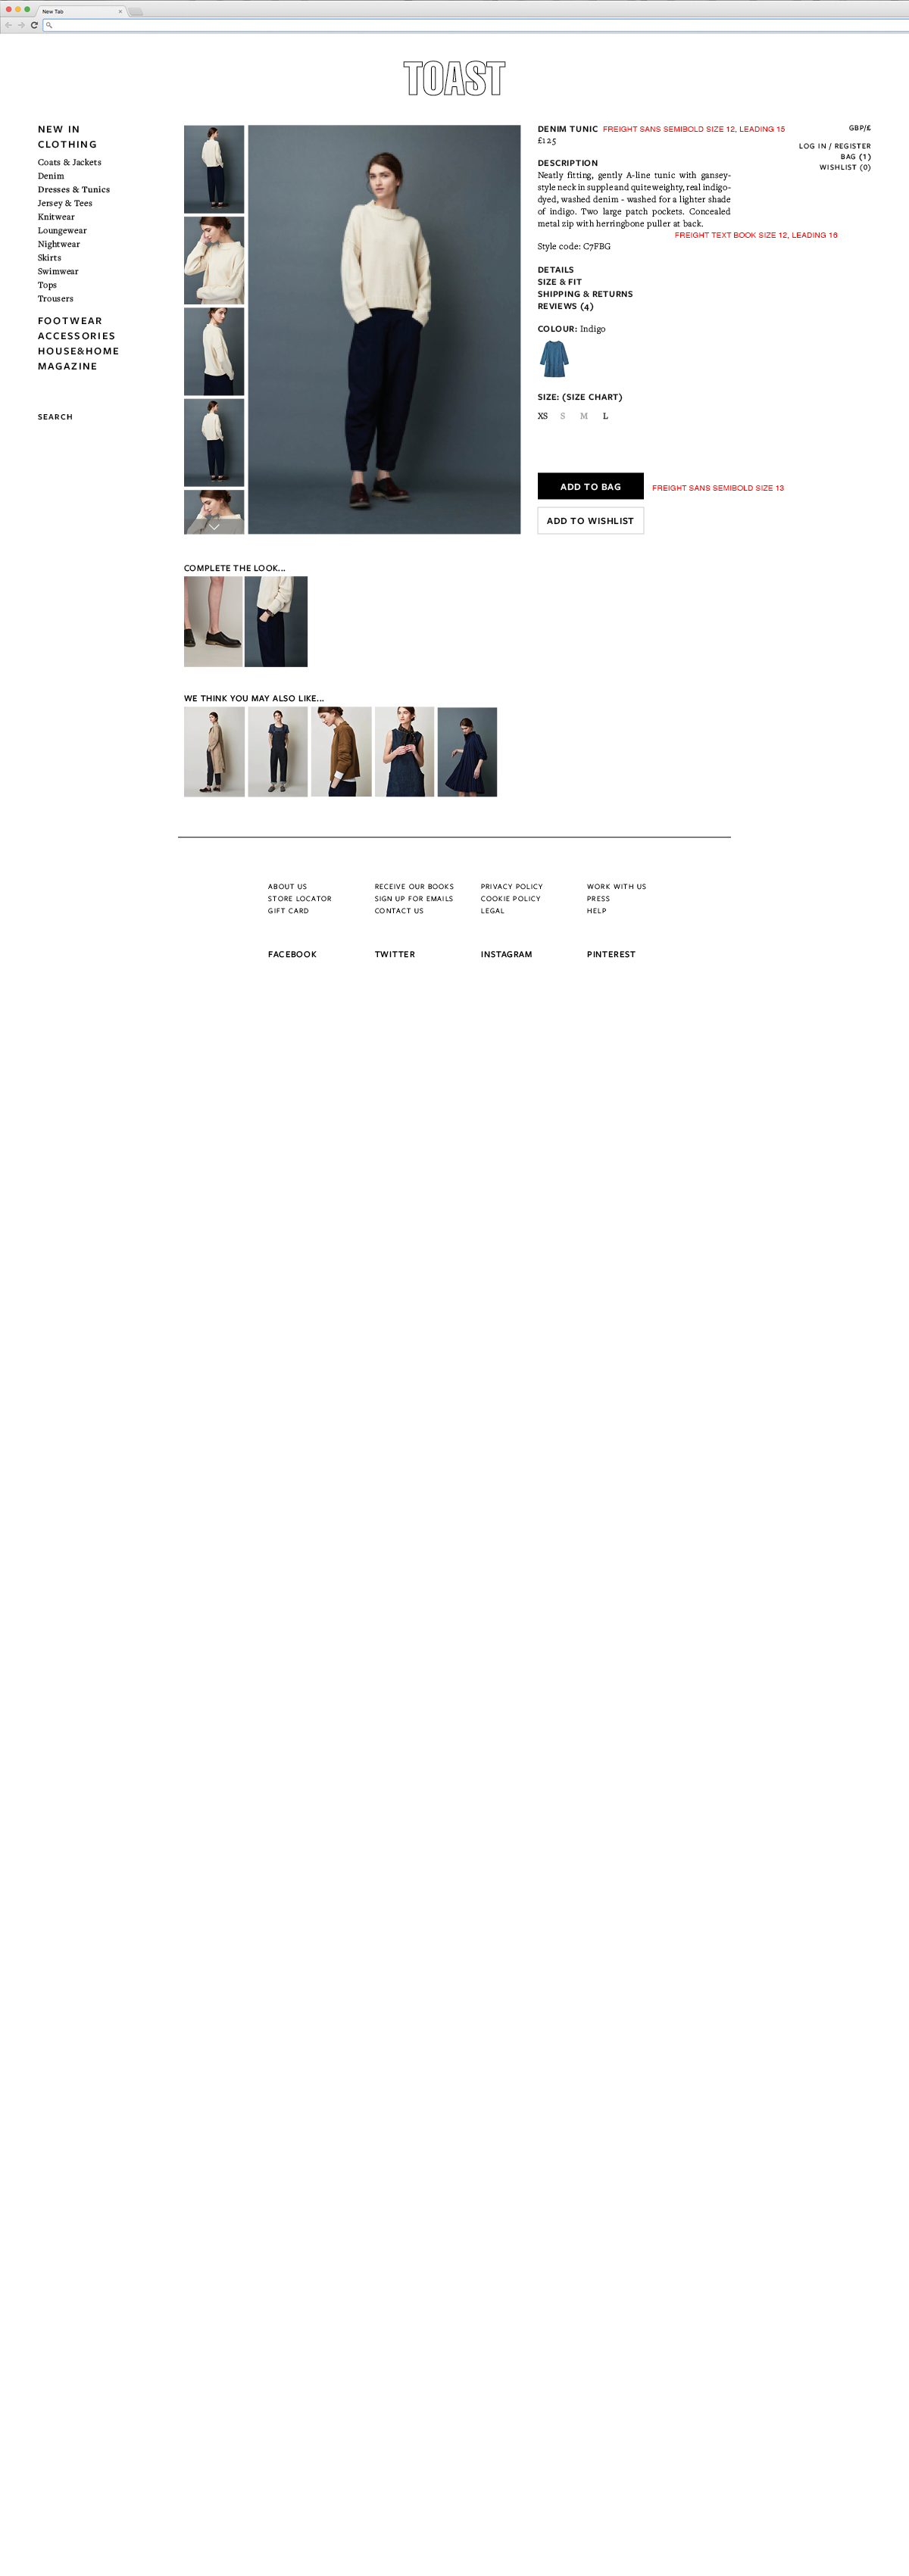 New Tab
TOAST
NEW IN
CLOTHING
Coats & Jackets
Denim
Dresses & Tunics
Jersey & Tees
Knitwear
Loungewear
Nightwear
Skirts
Swimwear
Tops
Trousers
FOOTWEAR
ACCESSORIES
HOUSE&HOME
MAGAZINE
SEARCH
DENIM TUNIC FREIGHT SANS SEMIBOLD SIZE 12, LEADING 15
£125
DESCRIPTION
Neatly fitting, gently A-line tunic with gansey-
style neck in supple and quite weighty, real indigo-
dyed, washed denim - washed for a lighter shade
of indigo. Two large patch pockets. Concealed
metal zip with herringbone puller at back.
FREIGHT TEXT BOOK SIZE 12, LEADING 16
Style code: C7FBG
DETAILS
SIZE & FIT
SHIPPING & RETURNS
REVIEWS (4)
COLOUR: Indigo
SIZE: (SIZE CHART)
XS S M L
ADD TO BAG FREIGHT SANS SEMIBOLD SIZE 13
ADD TO WISHLIST
GBP/£
LOG IN / REGISTER
BAG (1)
WISHLIST (0)
COMPLETE THE LOOK...
WE THINK YOU MAY ALSO LIKE...
ABOUT US
STORE LOCATOR
GIFT CARD
RECEIVE OUR BOOKS
SIGN UP FOR EMAILS
CONTACT US
PRIVACY POLICY
COOKIE POLICY
LEGAL
WORK WITH US
PRESS
HELP
FACEBOOK
TWITTER
INSTAGRAM
PINTEREST